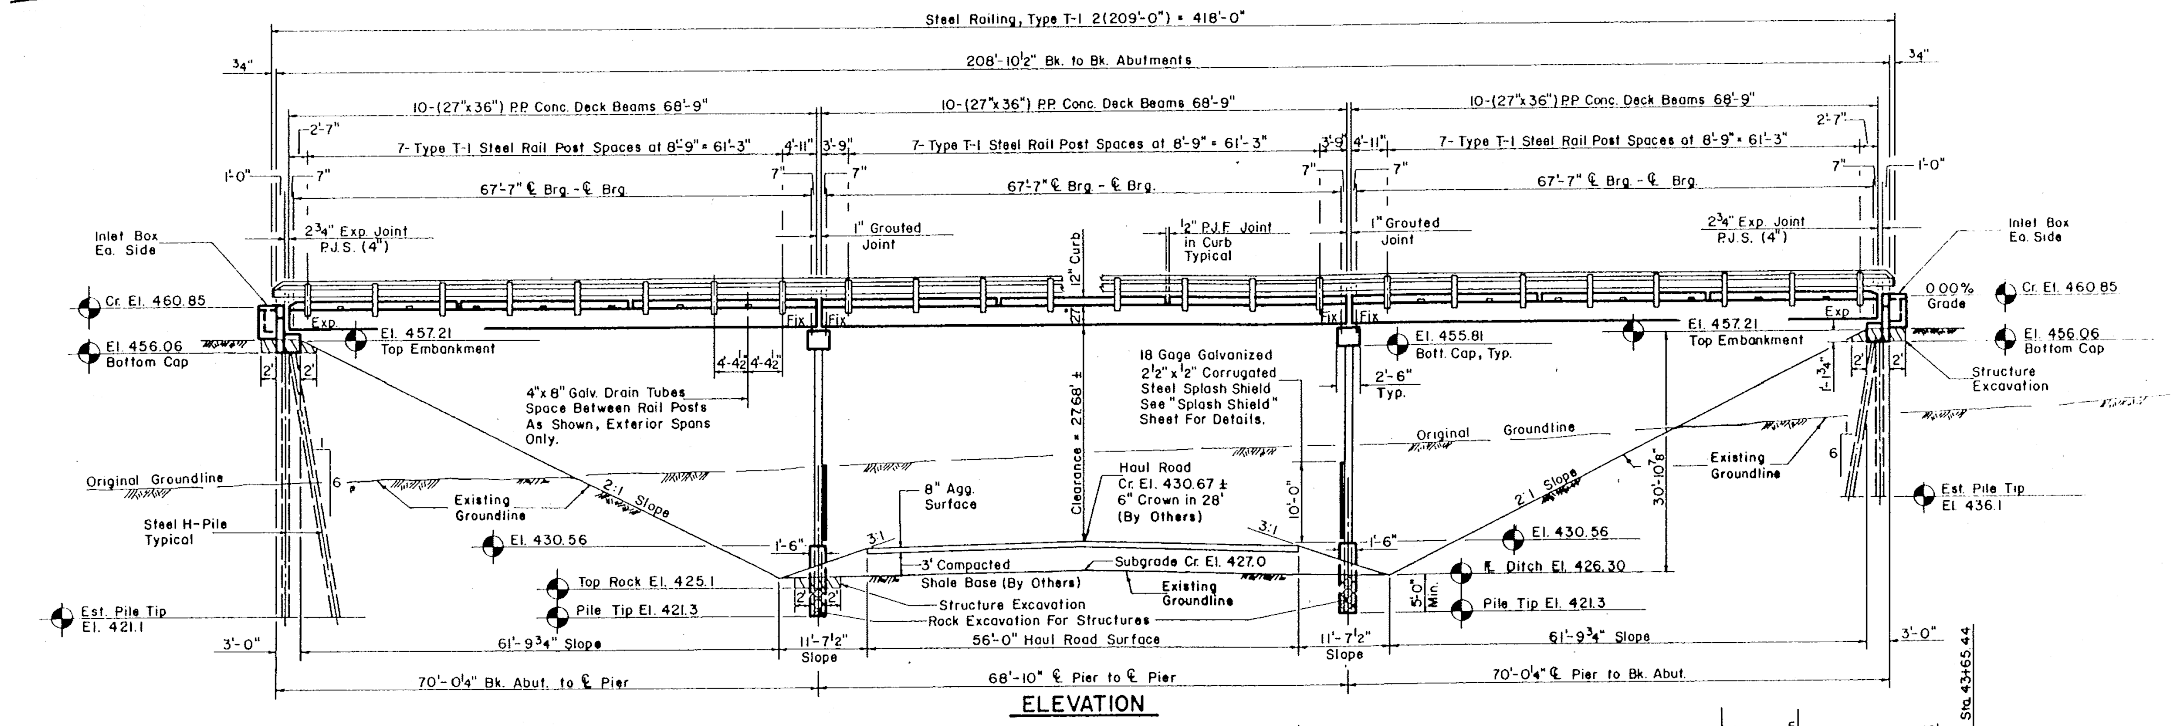 Steel Railing, Type T-1 2(209'-0") = 418'-0"
3/4"
208'-10 1/2" Bk. to Bk. Abutments
3/4"
10-(27"x36") P.P. Conc. Deck Beams 68'-9"
10-(27"x36") P.P. Conc. Deck Beams 68'-9"
10-(27"x36") P.P. Conc. Deck Beams 68'-9"
2'-7"
7- Type T-1 Steel Rail Post Spaces at 8'-9" = 61'-3"
4'-11"
3'-9"
7- Type T-1 Steel Rail Post Spaces at 8'-9" = 61'-3"
3'-9"
4'-11"
7- Type T-1 Steel Rail Post Spaces at 8'-9" = 61'-3"
2'-7"
1'-0"
7"
67'-7" ℄ Brg. - ℄ Brg.
7"
7"
67'-7" ℄ Brg. - ℄ Brg.
7"
7"
67'-7" ℄ Brg. - ℄ Brg.
7"
1'-0"
Inlet Box
Ea. Side
2 3/4" Exp. Joint
P.J.S. (4")
1" Grouted
Joint
12" Curb
1/2" P.J.F. Joint
in Curb
Typical
1" Grouted
Joint
2 3/4" Exp. Joint
P.J.S. (4")
Inlet Box
Ea. Side
Cr. El. 460.85
0.00%
Grade
Cr. El. 460.85
Exp.
Fix
Fix
27"
Fix
Fix
Exp.
El. 456.06
Bottom Cap
El. 457.21
Top Embankment
El. 455.81
Bott. Cap, Typ.
El. 457.21
Top Embankment
El. 456.06
Bottom Cap
2'
2'
4'-4 1/2"
4'-4 1/2"
4"x 8" Galv. Drain Tubes
Space Between Rail Posts
As Shown, Exterior Spans
Only.
Clearance = 27.68' ±
18 Gage Galvanized
2 1/2" x 1/2" Corrugated
Steel Splash Shield
See "Splash Shield"
Sheet For Details.
2'-6"
Typ.
1'-1 3/4"
2'
2'
Structure
Excavation
Original Groundline
Original Groundline
Existing
Groundline
1
6
2:1 Slope
8" Agg.
Surface
Haul Road
Cr. El. 430.67 ±
6" Crown in 28'
(By Others)
10'-0"
2:1 Slope
30'-10 7/8"
Existing
Groundline
1
6
Steel H-Pile
Typical
El. 430.56
1'-6"
3:1
3:1
1'-6"
El. 430.56
Est. Pile Tip
El. 436.1
Top Rock El. 425.1
3' Compacted
Shale Base (By Others)
Subgrade Cr. El. 427.0
Existing
Groundline
℄ Ditch El. 426.30
Est. Pile Tip
El. 421.1
Pile Tip El. 421.3
2'
2'
Structure Excavation
Rock Excavation For Structures
5'-0"
Min.
Pile Tip El. 421.3
3'-0"
61'-9 3/4" Slope
11'-7 1/2"
Slope
56'-0" Haul Road Surface
11'-7 1/2"
Slope
61'-9 3/4" Slope
3'-0"
70'-0 1/4" Bk. Abut. to ℄ Pier
68'-10" ℄ Pier to ℄ Pier
70'-0 1/4" ℄ Pier to Bk. Abut.
Sta. 43+65.44
ELEVATION